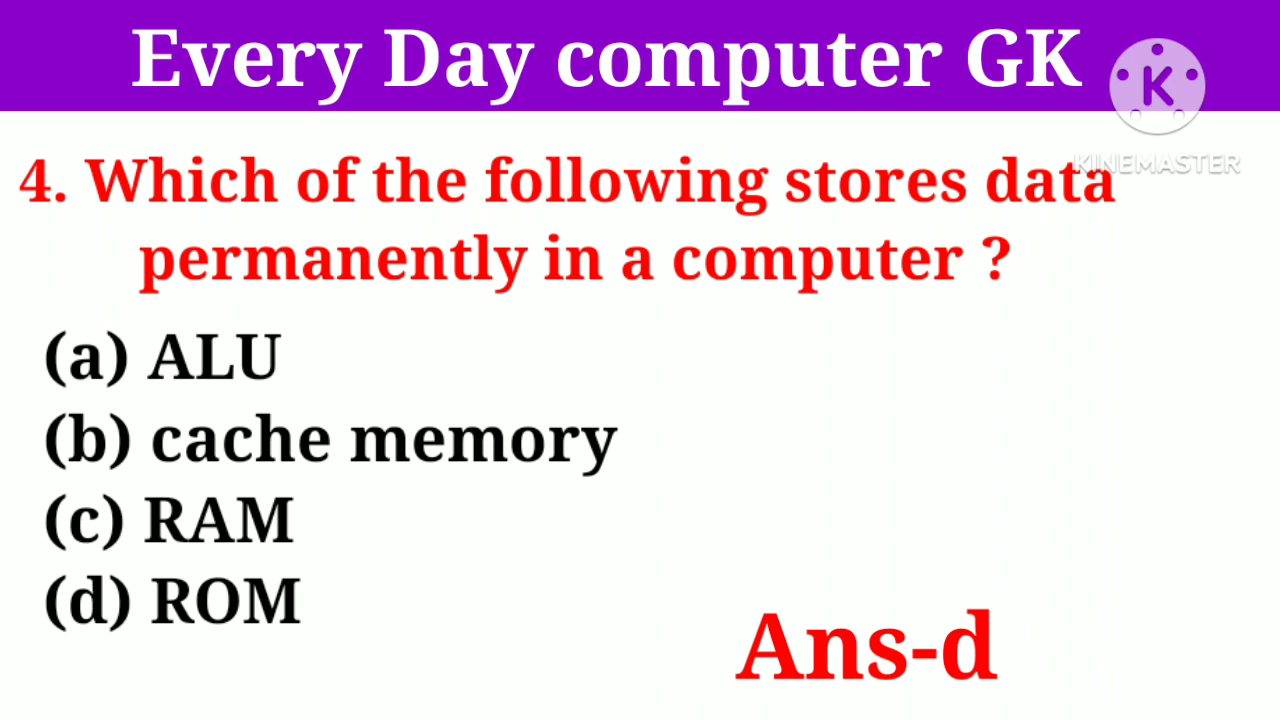 Every Day computer GK
K
KINEMASTER
4. Which of the following stores data
permanently in a computer ?
(a) ALU
(b) cache memory
(c) RAM
(d) ROM
Ans-d